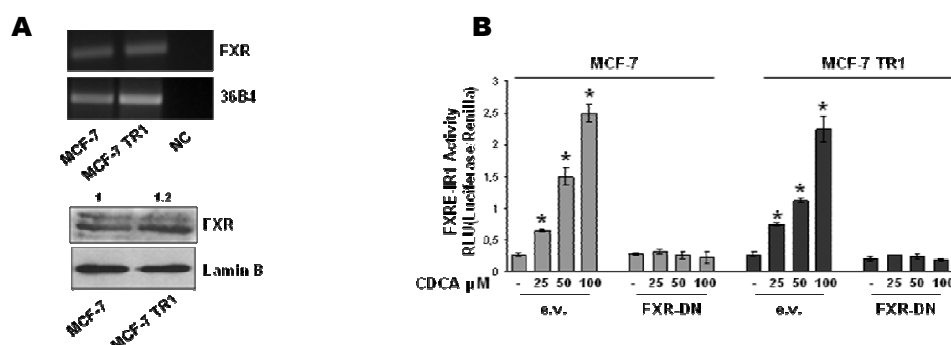 A
FXR
36B4
MCF-7
MCF-7 TR1
NC
1
1.2
FXR
Lamin B
MCF-7
MCF-7 TR1
B
MCF-7
MCF-7 TR1
FXRE-IR1 Activity
RLU(Luciferase/Renilla)
3
2,5
2
1,5
1
0,5
0
* * * * * *
CDCA µM
- 25 50 100 - 25 50 100 - 25 50 100 - 25 50 100
e.v. FXR-DN e.v. FXR-DN